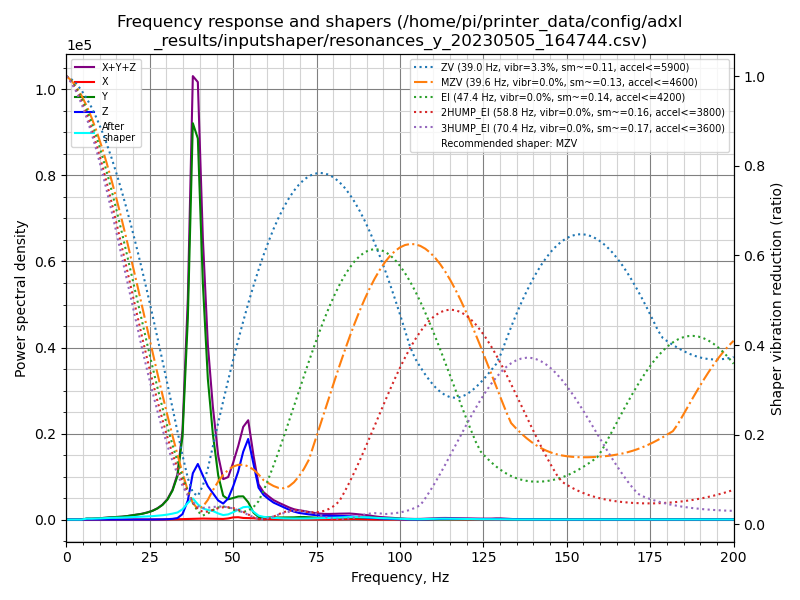 Frequency response and shapers (/home/pi/printer_data/config/adxl
_results/inputshaper/resonances_y_20230505_164744.csv)
1e5
X+Y+Z
X
Y
Z
After
shaper
ZV (39.0 Hz, vibr=3.3%, sm~=0.11, accel<=5900)
MZV (39.6 Hz, vibr=0.0%, sm~=0.13, accel<=4600)
EI (47.4 Hz, vibr=0.0%, sm~=0.14, accel<=4200)
2HUMP_EI (58.8 Hz, vibr=0.0%, sm~=0.16, accel<=3800)
3HUMP_EI (70.4 Hz, vibr=0.0%, sm~=0.17, accel<=3600)
Recommended shaper: MZV
Power spectral density
1.0
0.8
0.6
0.4
0.2
0.0
1.0
0.8
0.6
0.4
0.2
0.0
Shaper vibration reduction (ratio)
0 25 50 75 100 125 150 175 200
Frequency, Hz